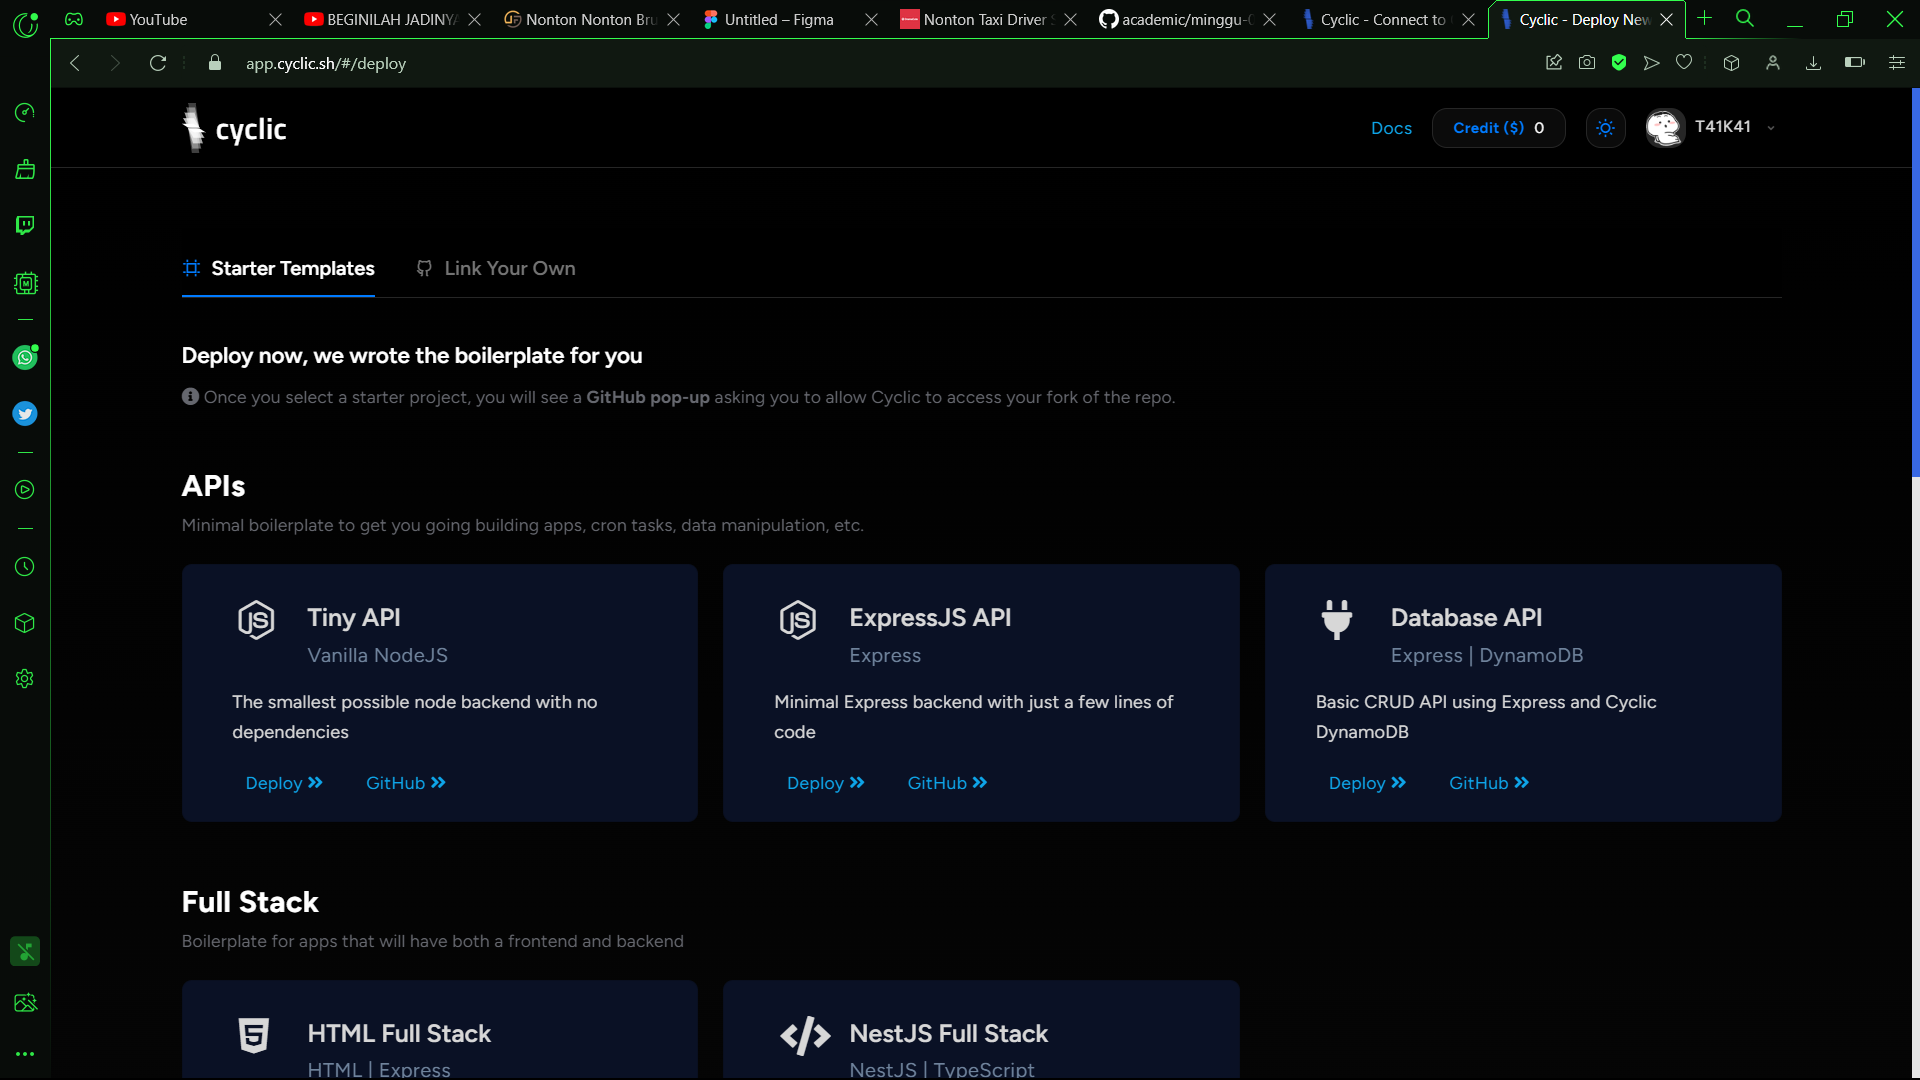 YouTube
BEGINILAH JADINYA
Nonton Nonton Bru
Untitled – Figma
Nonton Taxi Driver S
academic/minggu-0
Cyclic - Connect to
Cyclic - Deploy New
app.cyclic.sh/#/deploy
cyclic
Docs
Credit ($) 0
T41K41
Starter Templates
Link Your Own
Deploy now, we wrote the boilerplate for you
Once you select a starter project, you will see a GitHub pop-up asking you to allow Cyclic to access your fork of the repo.
APIs
Minimal boilerplate to get you going building apps, cron tasks, data manipulation, etc.
Tiny API
Vanilla NodeJS
The smallest possible node backend with no
dependencies
Deploy
GitHub
ExpressJS API
Express
Minimal Express backend with just a few lines of
code
Deploy
GitHub
Database API
Express | DynamoDB
Basic CRUD API using Express and Cyclic
DynamoDB
Deploy
GitHub
Full Stack
Boilerplate for apps that will have both a frontend and backend
HTML Full Stack
HTML | Express
NestJS Full Stack
NestJS | TypeScript